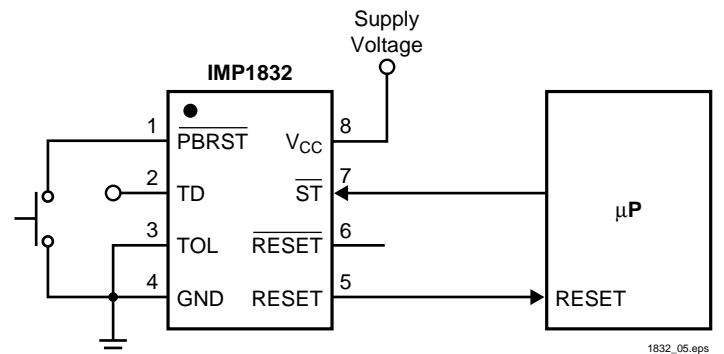 Supply
Voltage
IMP1832
1
PBRST
VCC
8
2
TD
ST
7
3
TOL
RESET
6
4
GND
RESET
5
μP
RESET
1832_05.eps